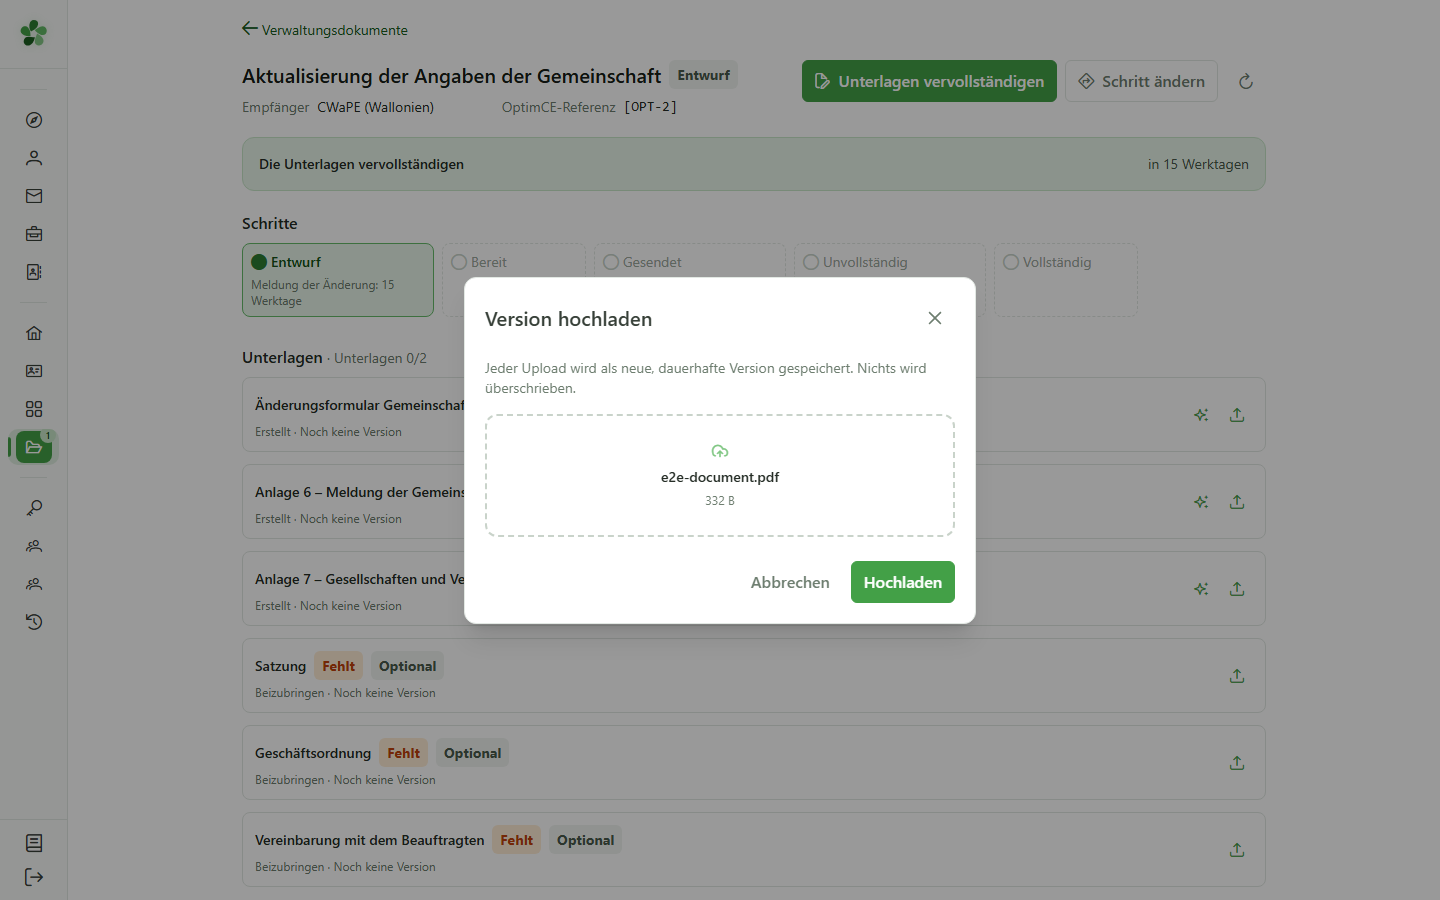 Verwaltungsdokumente
Aktualisierung der Angaben der Gemeinschaft
Entwurf
Unterlagen vervollständigen
Schritt ändern
Empfänger CWaPE (Wallonien)
OptimCE-Referenz [OPT-2]
Die Unterlagen vervollständigen
in 15 Werktagen
Schritte
Entwurf
Meldung der Änderung: 15
Werktage
Bereit
Gesendet
Unvollständig
Vollständig
Version hochladen
Jeder Upload wird als neue, dauerhafte Version gespeichert. Nichts wird
überschrieben.
e2e-document.pdf
332 B
Abbrechen
Hochladen
Unterlagen · Unterlagen 0/2
Änderungsformular
Erstellt · Noch keine Version
1
Anlage 6 – Meldung der
Erstellt · Noch keine Version
Anlage 7 – Gesellschaften und
Erstellt · Noch keine Version
Satzung Fehlt Optional
Beizubringen · Noch keine Version
Geschäftsordnung Fehlt Optional
Beizubringen · Noch keine Version
Vereinbarung mit dem Beauftragten Fehlt Optional
Beizubringen · Noch keine Version